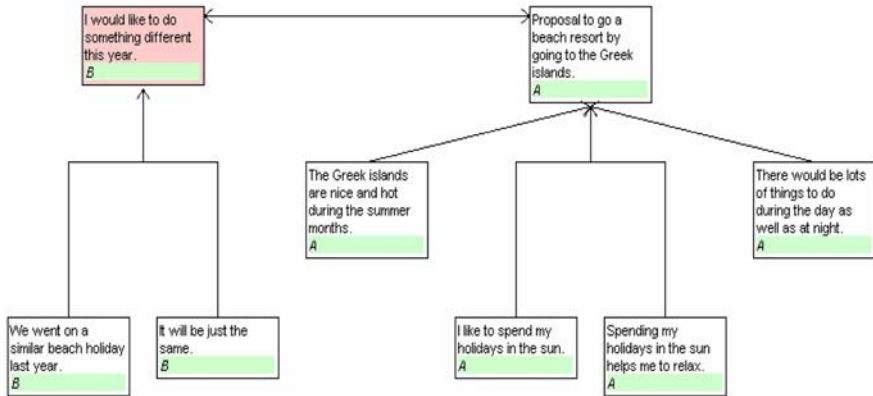 I would like to do
something different
this year.
B
Proposal to go a
beach resort by
going to the Greek
islands.
A
The Greek islands
are nice and hot
during the summer
months.
A
There would be lots
of things to do
during the day as
well as at night.
A
We went on a
similar beach holiday
last year.
B
It will be just the
same.
B
I like to spend my
holidays in the sun.
A
Spending my
holidays in the sun
helps me to relax.
A